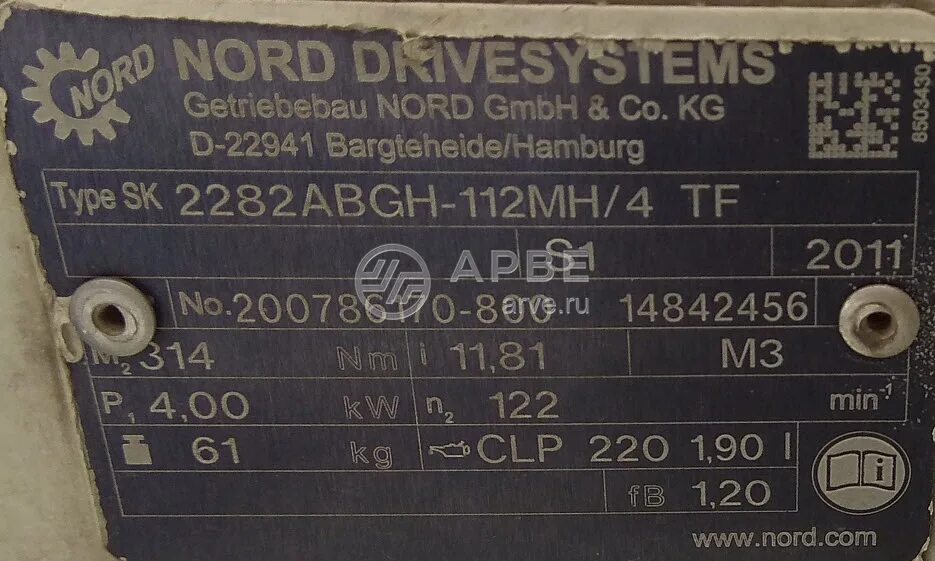 NORD
NORD DRIVESYSTEMS
Getriebebau NORD GmbH & Co. KG
D-22941 Bargteheide/Hamburg
8503430
Type SK 2282ABGH-112MH/4 TF
S1 2011
АРВЕ
arve.ru
No. 14842456
M2 314 Nm i 11,81 M3
P1 4,00 kW n2 122 min-1
61 kg CLP 220 1,90 l
fB 1,20
i
www.nord.com